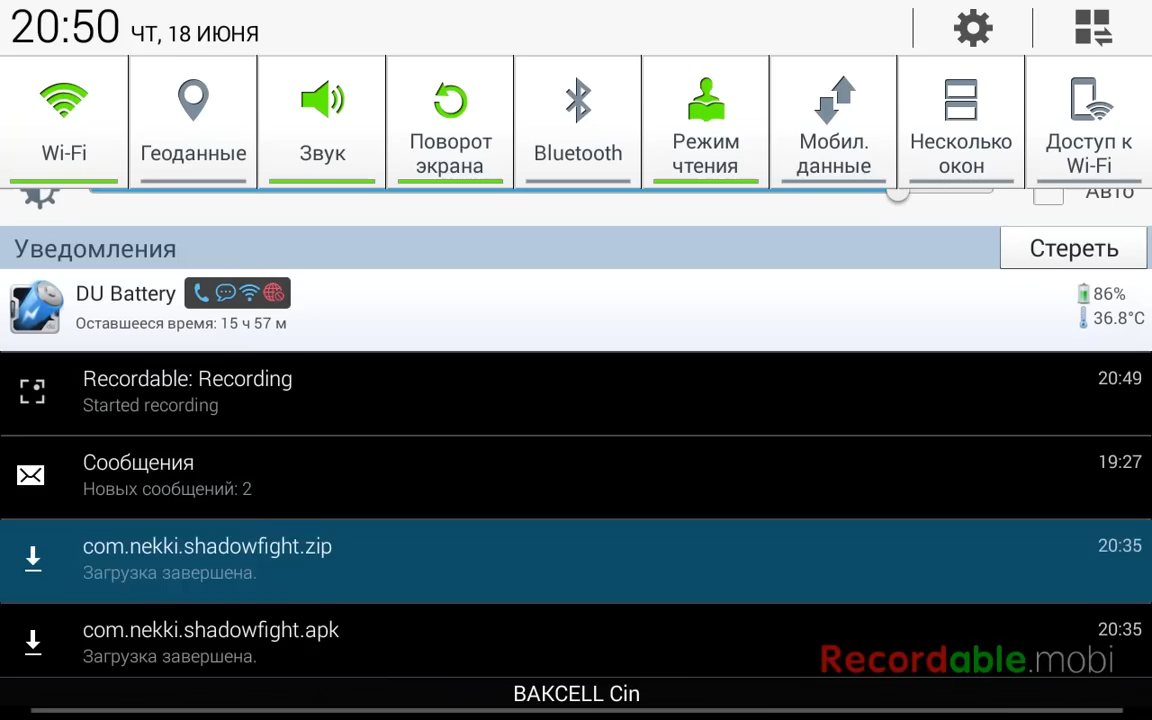 20:50 ЧТ, 18 ИЮНЯ
Wi-Fi
Геоданные
Звук
Поворот
экрана
Bluetooth
Режим
чтения
Мобил.
данные
Несколько
окон
Доступ к
Wi-Fi
Авто
Уведомления
Стереть
DU Battery
86%
Оставшееся время: 15 ч 57 м
36.8°C
Recordable: Recording
20:49
Started recording
Сообщения
19:27
Новых сообщений: 2
com.nekki.shadowfight.zip
20:35
Загрузка завершена.
com.nekki.shadowfight.apk
20:35
Загрузка завершена.
Recordable.mobi
BAKCELL Cin